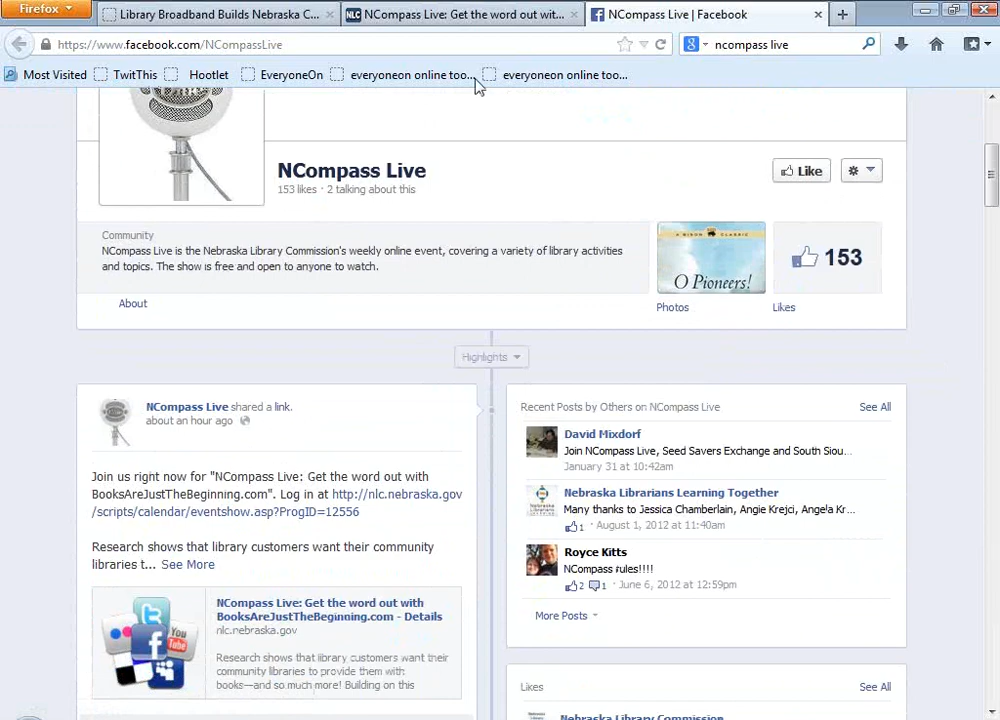 Firefox
Library Broadband Builds Nebraska C...
NLC NCompass Live: Get the word out wit...
NCompass Live | Facebook
https://www.facebook.com/NCompassLive
ncompass live
Most Visited TwitThis Hootlet EveryoneOn everyoneon online too... everyoneon online too...
NCompass Live
153 likes · 2 talking about this
Like
Community
NCompass Live is the Nebraska Library Commission's weekly online event, covering a variety of library activities
and topics. The show is free and open to anyone to watch.
About
A BISON CLASSIC
O Pioneers!
153
Photos
Likes
Highlights
NCompass Live shared a link.
about an hour ago
Join us right now for "NCompass Live: Get the word out with
BooksAreJustTheBeginning.com". Log in at http://nlc.nebraska.gov
/scripts/calendar/eventshow.asp?ProgID=12556
Research shows that library customers want their community
libraries t... See More
You
Tube
NCompass Live: Get the word out with
BooksAreJustTheBeginning.com - Details
nlc.nebraska.gov
Research shows that library customers want their
community libraries to provide them with
books—and so much more! Building on this
Recent Posts by Others on NCompass Live
See All
David Mixdorf
Join NCompass Live, Seed Savers Exchange and South Siou...
January 31 at 10:42am
Nebraska Librarians Learning Together
Many thanks to Jessica Chamberlain, Angie Krejci, Angela Kr...
1 · August 1, 2012 at 11:40am
Royce Kitts
NCompass rules!!!!
2 1 · June 6, 2012 at 12:59pm
More Posts
Likes
See All
Nebraska Library Commission